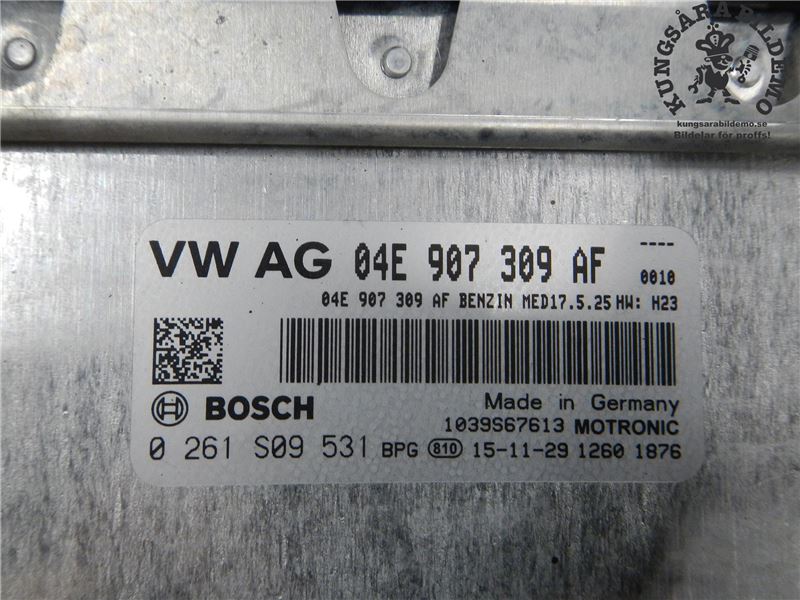 KUNGSÅRA BILDEMO
kungsarabildemo.se
Bildelar för proffs!
VW AG 04E 907 309 AF ----
0010
04E 907 309 AF BENZIN MED17.5.25 HW: H23
BOSCH
Made in Germany
1039S67613 MOTRONIC
0 261 S09 531 BPG 810 15-11-29 1260 1876